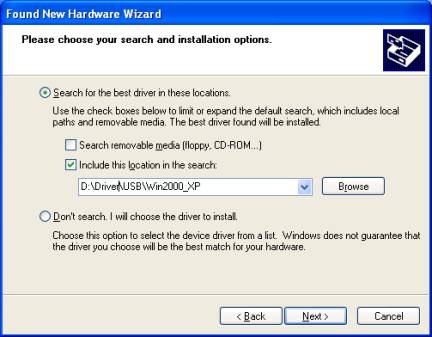 Found New Hardware Wizard
Please choose your search and installation options.
Search for the best driver in these locations.
Use the check boxes below to limit or expand the default search, which includes local
paths and removable media. The best driver found will be installed.
Search removable media (floppy, CD-ROM...)
Include this location in the search:
D:\Driver\USB\Win2000_XP
Browse
Don't search. I will choose the driver to install.
Choose this option to select the device driver from a list. Windows does not guarantee that
the driver you choose will be the best match for your hardware.
< Back
Next >
Cancel